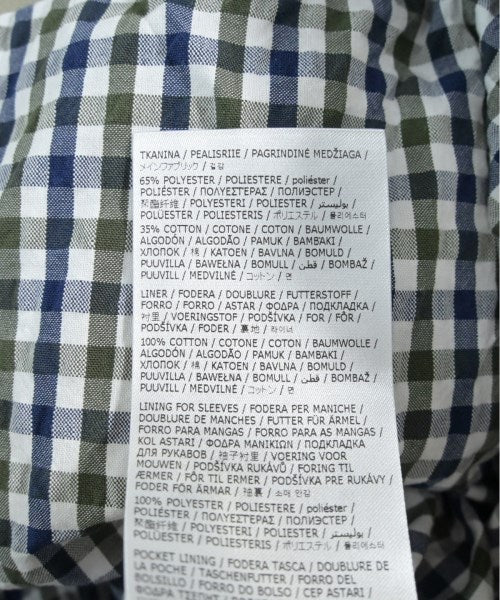 TKANINA / PEALISRIIE / PAGRINDINĖ MEDŽIAGA /
メインファブリック / 겉감
65% POLYESTER / POLIESTERE / poliéster /
POLIÉSTER / ΠΟΛΥΕΣΤΕΡΑΣ / ПОЛИЭСТЕР /
聚酯纤维 / POLYESTERI / POLIESTER / بوليستر /
POLÜESTER / POLIESTERIS / ポリエステル / 폴리에스터
35% COTTON / COTONE / COTON / BAUMWOLLE /
ALGODÓN / ALGODÃO / PAMUK / BAMBAKI /
ХЛОПОК / 棉 / KATOEN / BAVLNA / BOMULD /
PUUVILLA / BAWEŁNA / BOMULL / قطن / BOMBAŽ /
PUUVILL / MEDVILNĖ / コットン / 면
LINER / FODERA / DOUBLURE / FUTTERSTOFF /
FORRO / FORRO / ASTAR / ΦΟΔΡΑ / ПОДКЛАДКА
/ 衬里 / VOERINGSTOF / PODŠÍVKA / FOR / FÔR /
PODŠÍVKA / FODER / 裏地 / 라이너
100% COTTON / COTONE / COTON / BAUMWOLLE /
ALGODÓN / ALGODÃO / PAMUK / BAMBAKI /
ХЛОПОК / 棉 / KATOEN / BAVLNA / BOMULD /
PUUVILLA / BAWEŁNA / BOMULL / قطن / BOMBAŽ /
PUUVILL / MEDVILNĖ / コットン / 면
LINING FOR SLEEVES / FODERA PER MANICHE /
DOUBLURE DE MANCHES / FUTTER FÜR ÄRMEL /
FORRO PARA MANGAS / FORRO PARA AS MANGAS /
KOL ASTARI / ΦΟΔΡΑ ΜΑΝΙΚΙΩΝ / ПОДКЛАДКА
ДЛЯ РУКАВОВ / 袖子衬里 / VOERING VOOR
MOUWEN / PODŠÍVKA RUKÁVŮ / FORING TIL
ÆRMER / FÔR TIL ERMER / PODŠÍVKA PRE RUKÁVY /
FODER FÖR ÄRMAR / 袖裏 / 소매 안감
100% POLYESTER / POLIESTERE / poliéster /
POLIÉSTER / ΠΟΛΥΕΣΤΕΡΑΣ / ПОЛИЭСТЕР /
聚酯纤维 / POLYESTERI / POLIESTER / بوليستر /
POLÜESTER / POLIESTERIS / ポリエステル / 폴리에스터
POCKET LINING / FODERA TASCA / DOUBLURE DE
LA POCHE / TASCHENFUTTER / FORRO DEL
BOLSILLO / FORRO DO BOLSO / CEP ASTARI /
ΦΟΔΡΑ